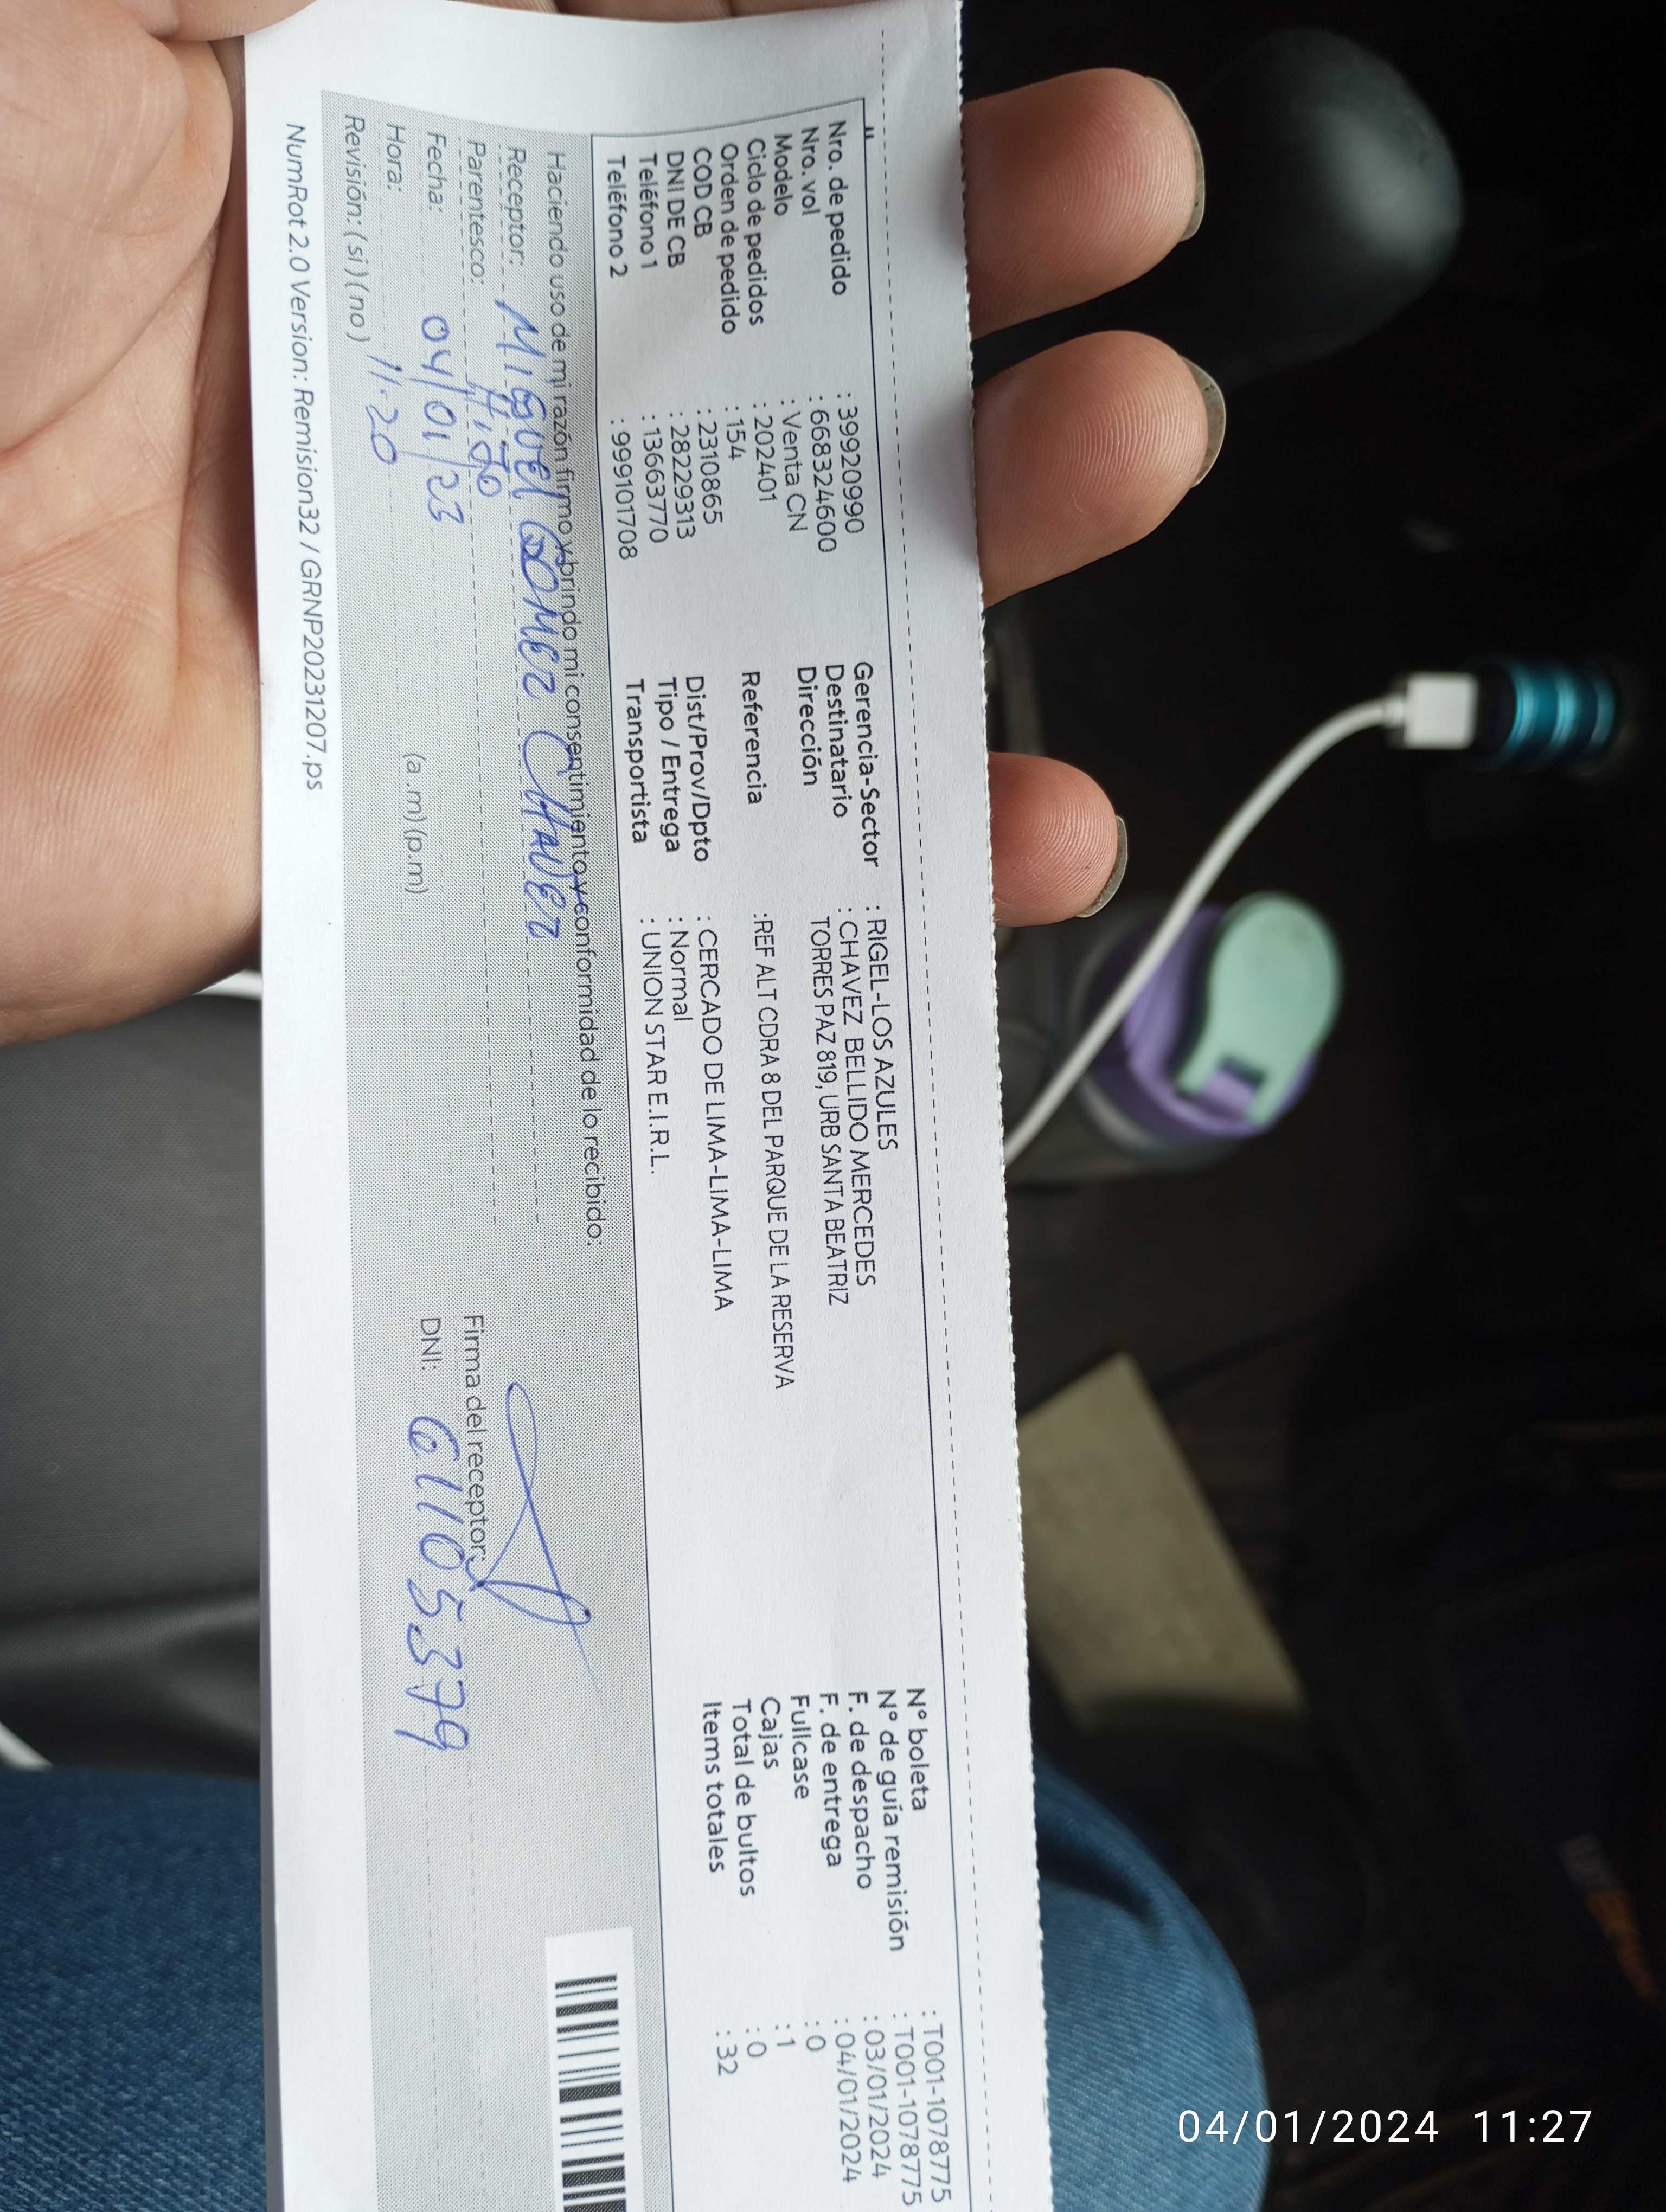 Nro. de pedido : 39920990
Nro. vol : 668324600
Modelo : Venta CN
Ciclo de pedidos : 202401
Orden de pedido : 154
COD CB : 2310865
DNI DE CB : 28229313
Teléfono 1 : 13663770
Teléfono 2 : 999101708
Gerencia-Sector : RIGEL-LOS AZULES
Destinatario : CHAVEZ BELLIDO MERCEDES
Dirección TORRES PAZ 819, URB SANTA BEATRIZ
Referencia :REF ALT CDRA 8 DEL PARQUE DE LA RESERVA
Dist/Prov/Dpto : CERCADO DE LIMA-LIMA-LIMA
Tipo / Entrega : Normal
Transportista : UNION STAR E.I.R.L.
N° boleta : T001-1078775
N° de guía remisión : T001-1078775
F. de despacho : 03/01/2024
F. de entrega : 04/01/2024
Fullcase : 0
Cajas : 1
Total de bultos : 0
Items totales : 32
Haciendo uso de mi razón firmo y brindo mi consentimiento y conformidad de lo recibido:
Receptor: Miguel GOMEZ CHAVEZ
Parentesco: HiJo
Fecha: 04/01/23
Hora: 11:20 (a.m) (p.m)
Revisión: (si) (no)
Firma del receptor:
DNI: 61105379
NumRot 2.0 Version: Remision32 / GRNP20231207.ps
04/01/2024 11:27